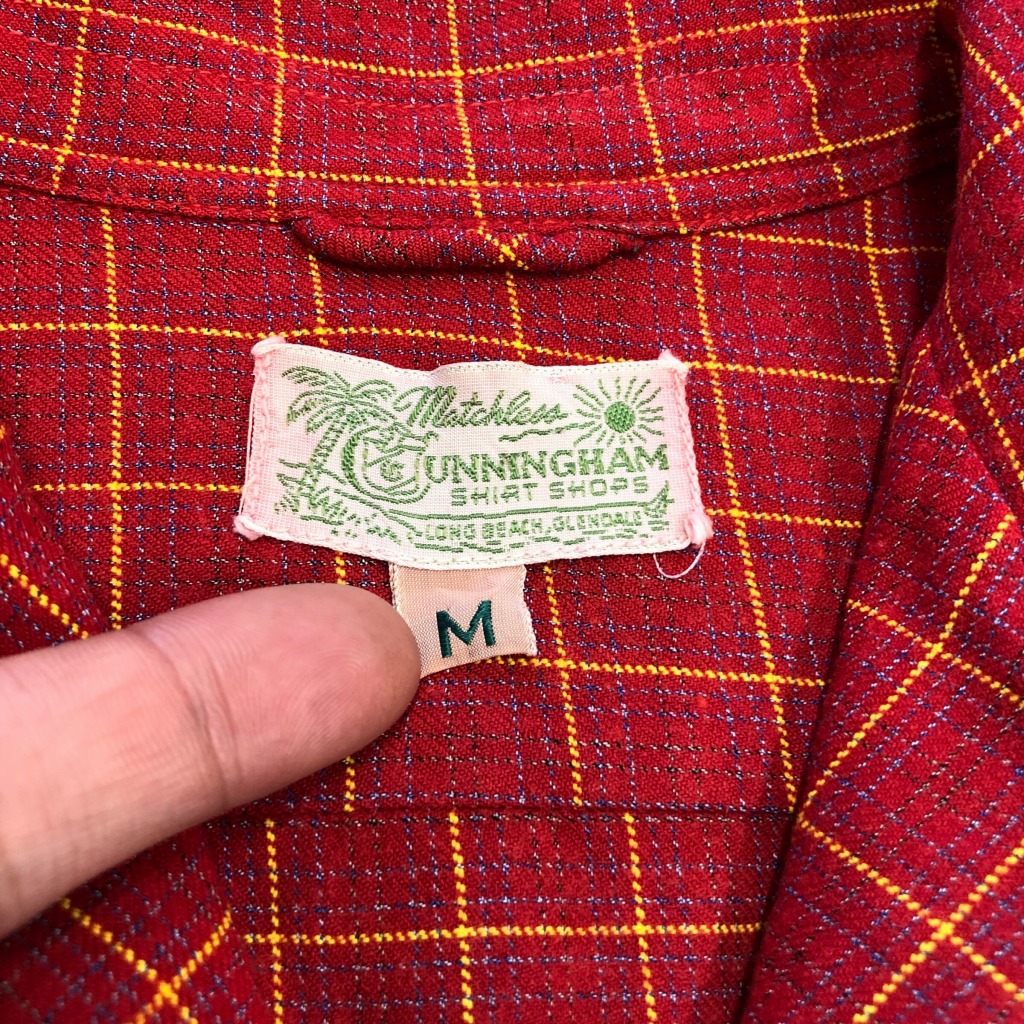 Matchless
CUNNINGHAM
SHIRT SHOPS
LONG BEACH, GLENDALE
M